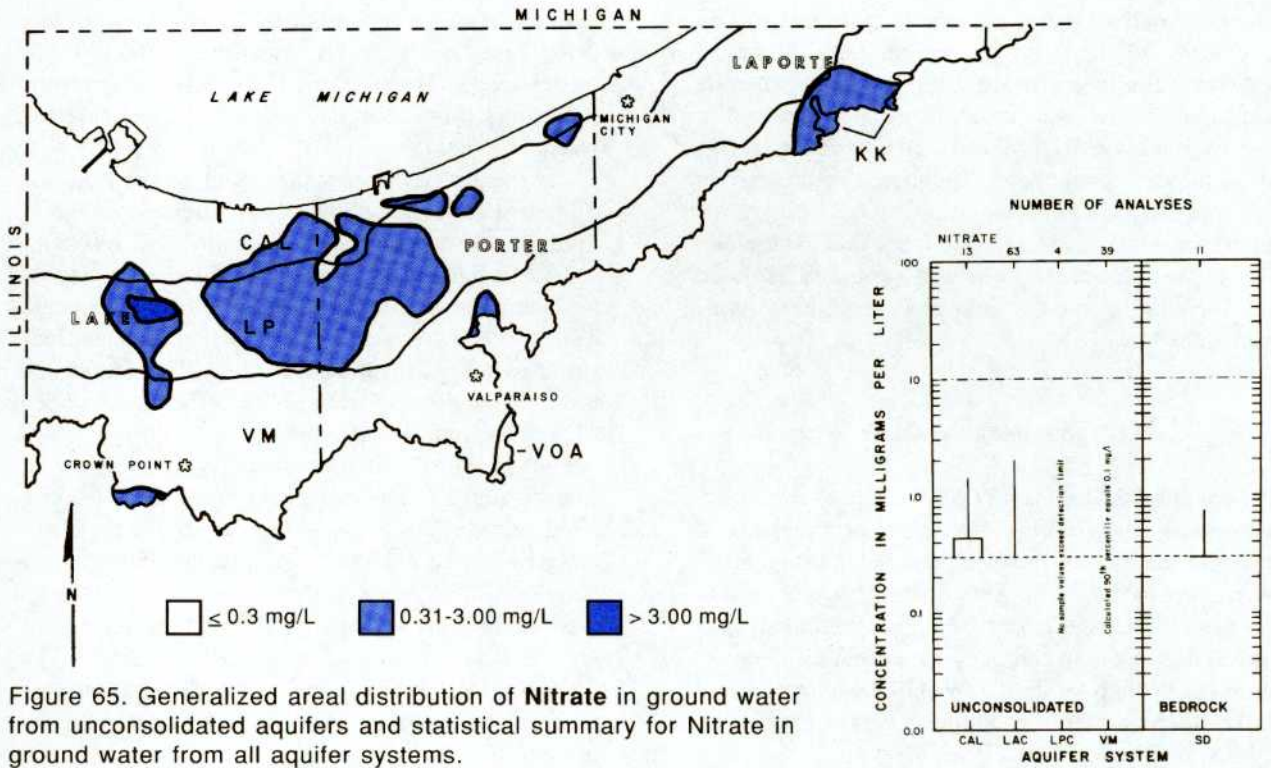 MICHIGAN
LAPORTE
LAKE MICHIGAN
MICHIGAN
CITY
KK
ILLINOIS
CAL
PORTER
LAKE
LP
VALPARAISO
VM
VOA
CROWN POINT
N
≤ 0.3 mg/L
0.31-3.00 mg/L
> 3.00 mg/L
Figure 65. Generalized areal distribution of Nitrate in ground water
from unconsolidated aquifers and statistical summary for Nitrate in
ground water from all aquifer systems.
NUMBER OF ANALYSES
NITRATE
13 63 4 39 11
CONCENTRATION IN MILLIGRAMS PER LITER
100
10
1.0
0.1
0.01
No sample values exceed detection limit
Calculated 90th percentile equals 0.1 mg/l
UNCONSOLIDATED BEDROCK
CAL LAC LPC VM SD
AQUIFER SYSTEM